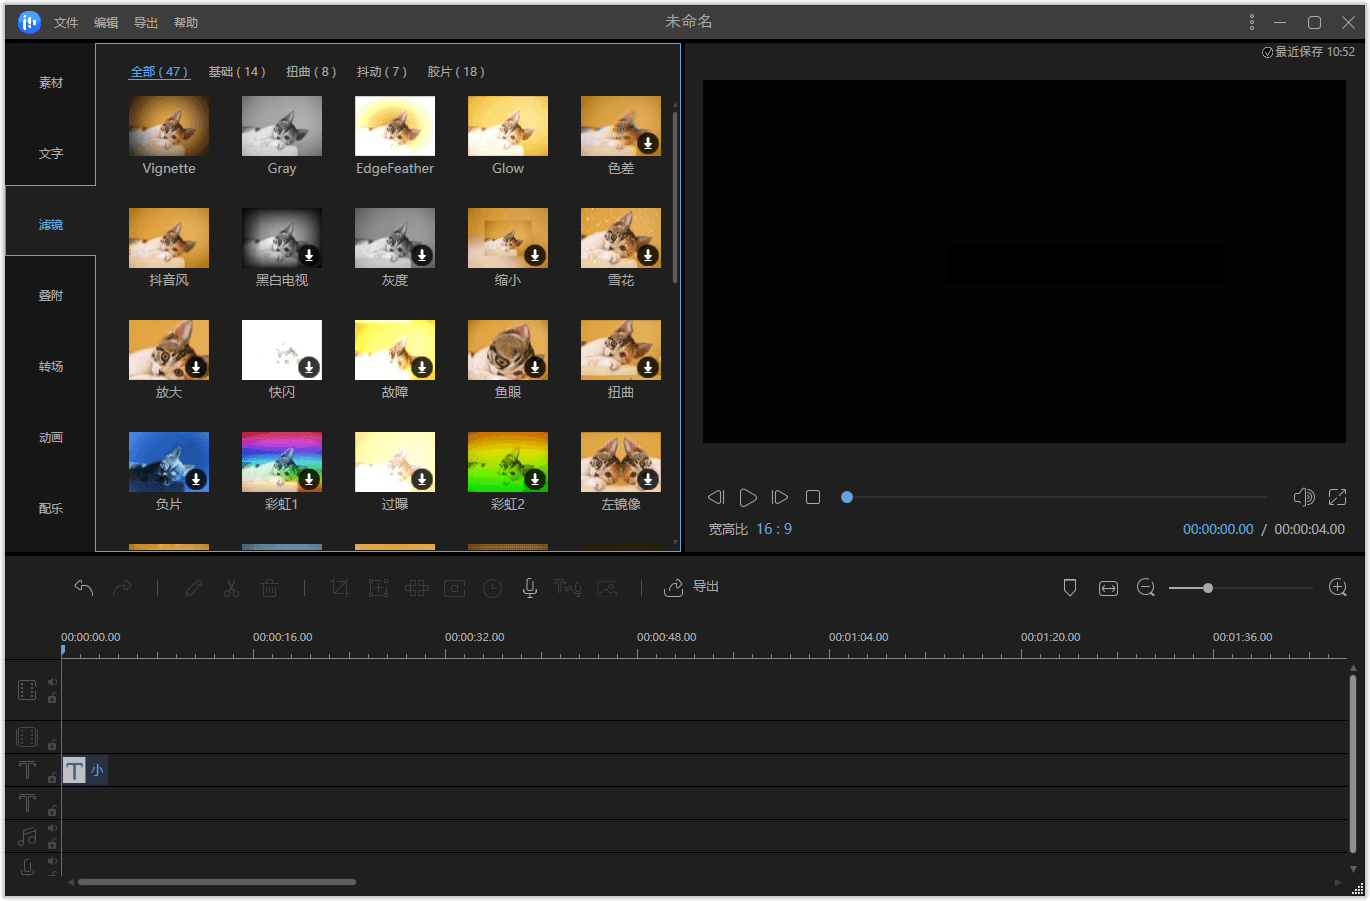 文件 编辑 导出 帮助 未命名
最近保存 10:52
素材
文字
滤镜
叠附
转场
动画
配乐
全部 ( 47 ) 基础 ( 14 ) 扭曲 ( 8 ) 抖动 ( 7 ) 胶片 ( 18 )
Vignette Gray EdgeFeather Glow 色差
抖音风 黑白电视 灰度 缩小 雪花
放大 快闪 故障 鱼眼 扭曲
负片 彩虹1 过曝 彩虹2 左镜像
宽高比 16 : 9 00:00:00.00 / 00:00:04.00
导出
00:00:00.00 00:00:16.00 00:00:32.00 00:00:48.00 00:01:04.00 00:01:20.00 00:01:36.00
T 小